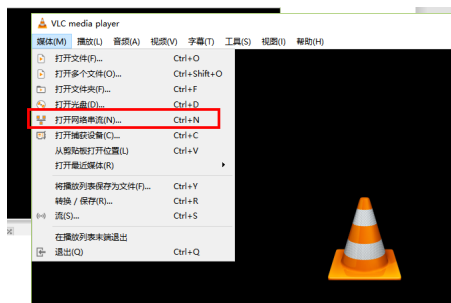 VLC media player
媒体(M) 播放(L) 音频(A) 视频(V) 字幕(T) 工具(S) 视图(I) 帮助(H)
打开文件(F)... Ctrl+O
打开多个文件(O)... Ctrl+Shift+O
打开文件夹(F)... Ctrl+F
打开光盘(D)... Ctrl+D
打开网络串流(N)... Ctrl+N
打开捕获设备(C)... Ctrl+C
从剪贴板打开位置(L) Ctrl+V
打开最近媒体(R)
将播放列表保存为文件(F)... Ctrl+Y
转换 / 保存(R)... Ctrl+R
流(S)... Ctrl+S
在播放列表末端退出
退出(Q) Ctrl+Q